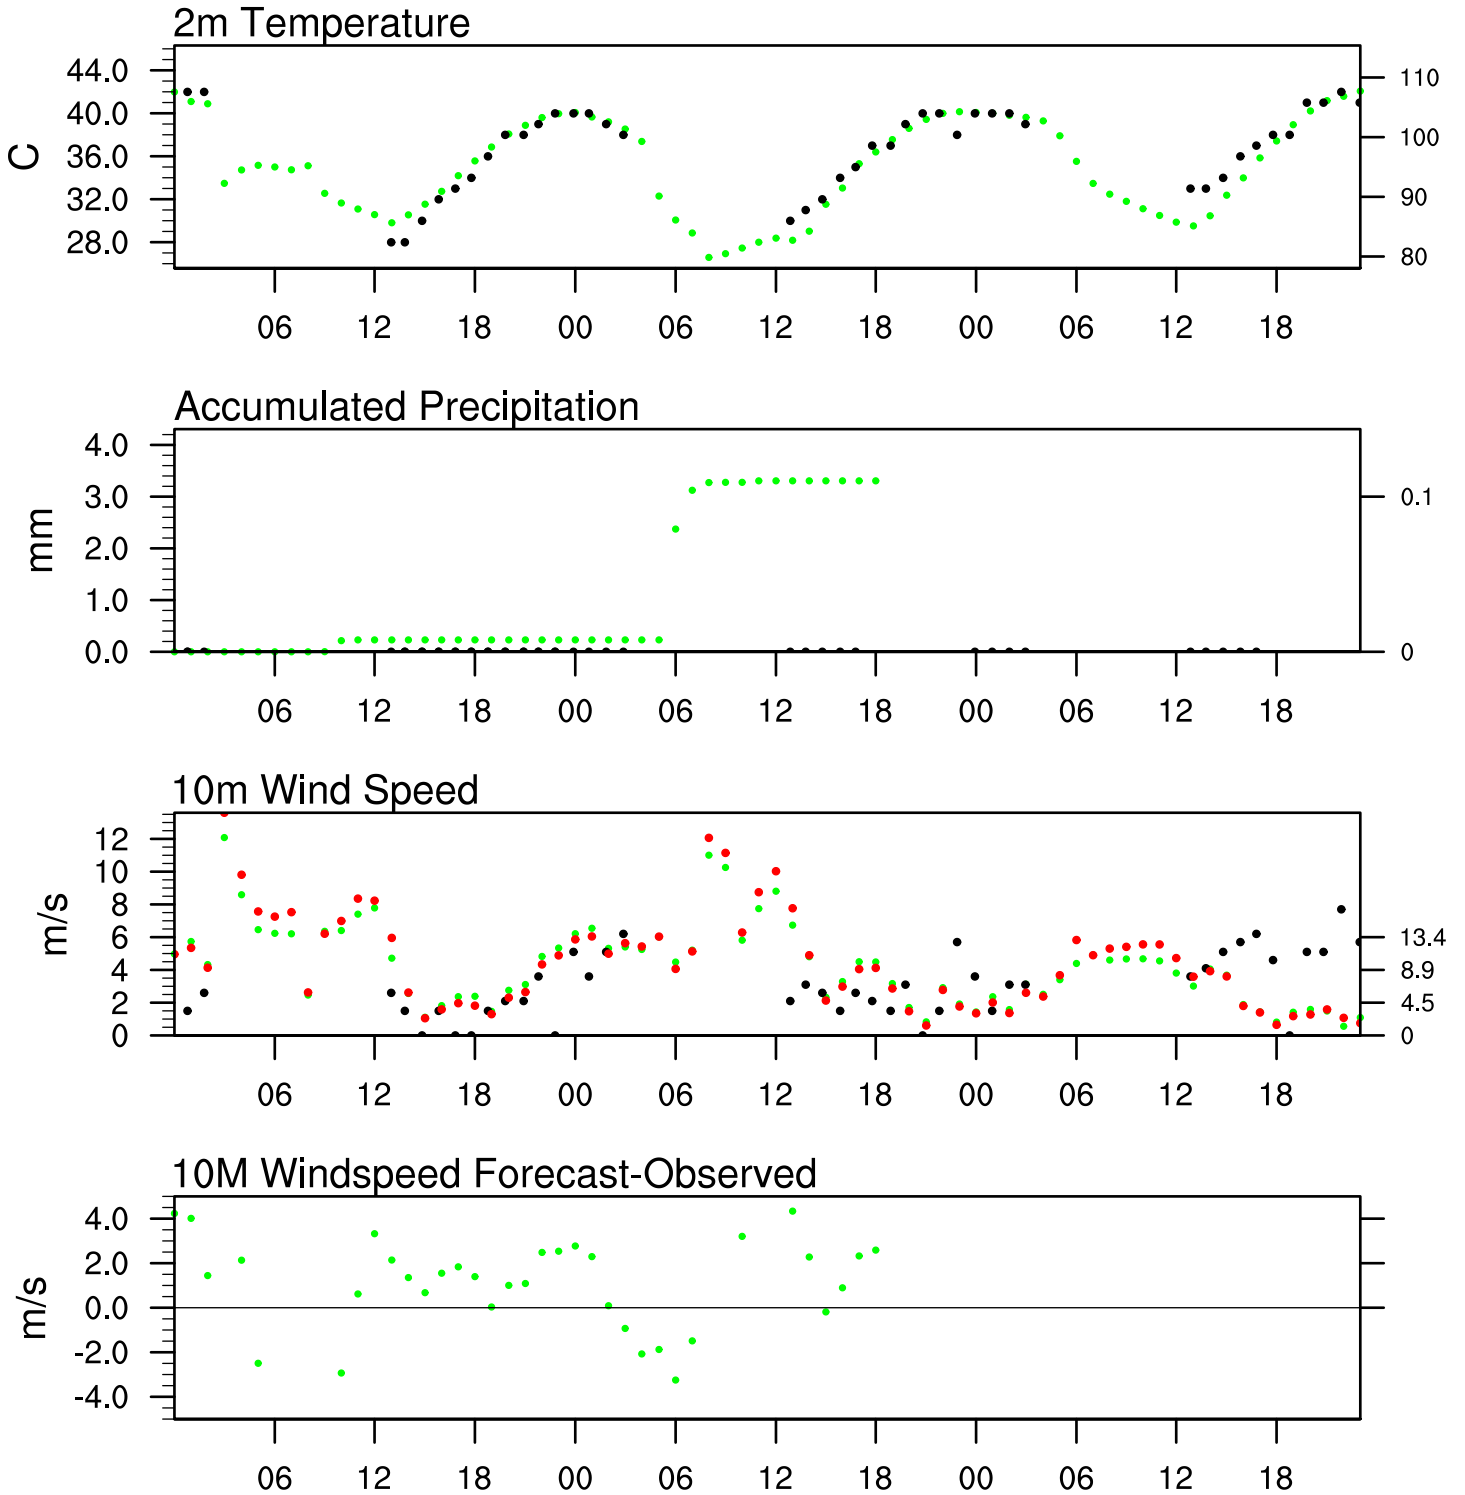 2m Temperature
44.0
40.0
36.0
32.0
28.0
C
110
100
90
80
06 12 18 00 06 12 18 00 06 12 18
Accumulated Precipitation
4.0
3.0
2.0
1.0
0.0
mm
0.1
0
06 12 18 00 06 12 18 00 06 12 18
10m Wind Speed
12
10
8
6
4
2
0
m/s
13.4
8.9
4.5
0
06 12 18 00 06 12 18 00 06 12 18
10M Windspeed Forecast-Observed
4.0
2.0
0.0
-2.0
-4.0
m/s
06 12 18 00 06 12 18 00 06 12 18